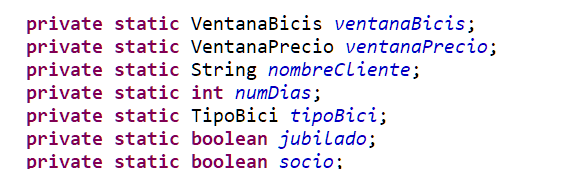 private static VentanaBicis ventanaBicis;
private static VentanaPrecio ventanaPrecio;
private static String nombreCliente;
private static int numDias;
private static TipoBici tipoBici;
private static boolean jubilado;
private static boolean socio;